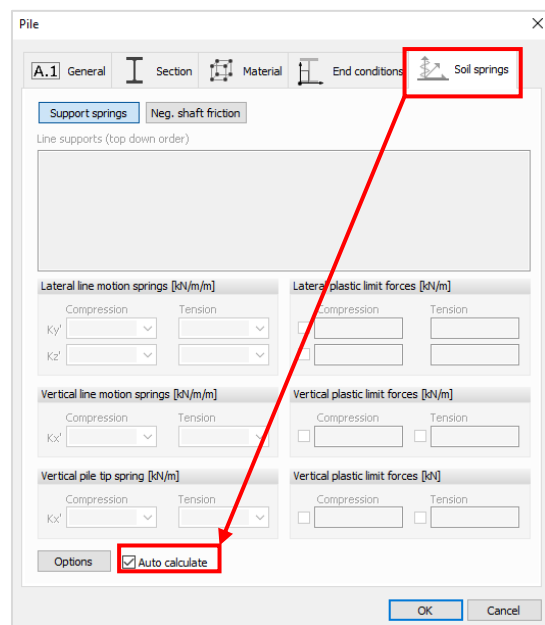 Pile
A.1 General Section Material End conditions Soil springs
Support springs Neg. shaft friction
Line supports (top down order)
Lateral line motion springs [kN/m/m] Lateral plastic limit forces [kN/m]
Compression Tension Compression Tension
Ky'
Kz'
Vertical line motion springs [kN/m/m] Vertical plastic limit forces [kN/m]
Compression Tension Compression Tension
Kx'
Vertical pile tip spring [kN/m] Vertical plastic limit forces [kN]
Compression Tension Compression Tension
Kx'
Options Auto calculate
OK Cancel